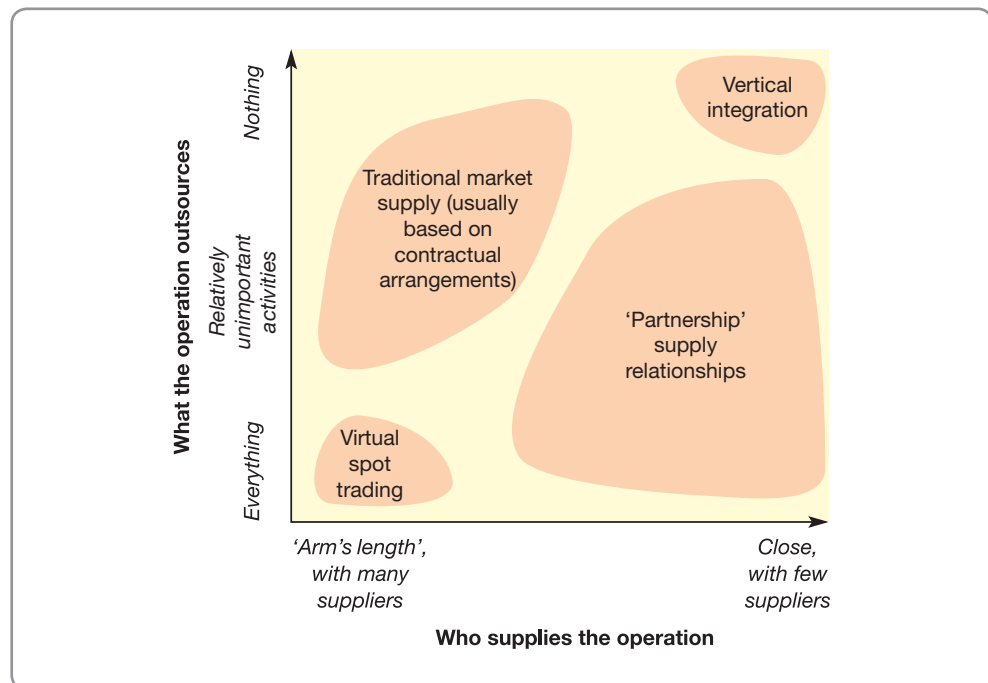 What the operation outsources
Nothing
Relatively
unimportant
activities
Everything
Vertical
integration
Traditional market
supply (usually
based on
contractual
arrangements)
‘Partnership’
supply
relationships
Virtual
spot
trading
‘Arm’s length’,
with many
suppliers
Close,
with few
suppliers
Who supplies the operation